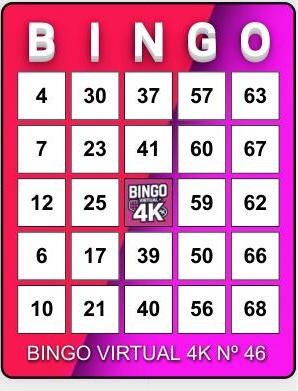 B I N G O
4 30 37 57 63
7 23 41 60 67
12 25 BINGO VIRTUAL 4K 59 62
6 17 39 50 66
10 21 40 56 68
BINGO VIRTUAL 4K Nº 46